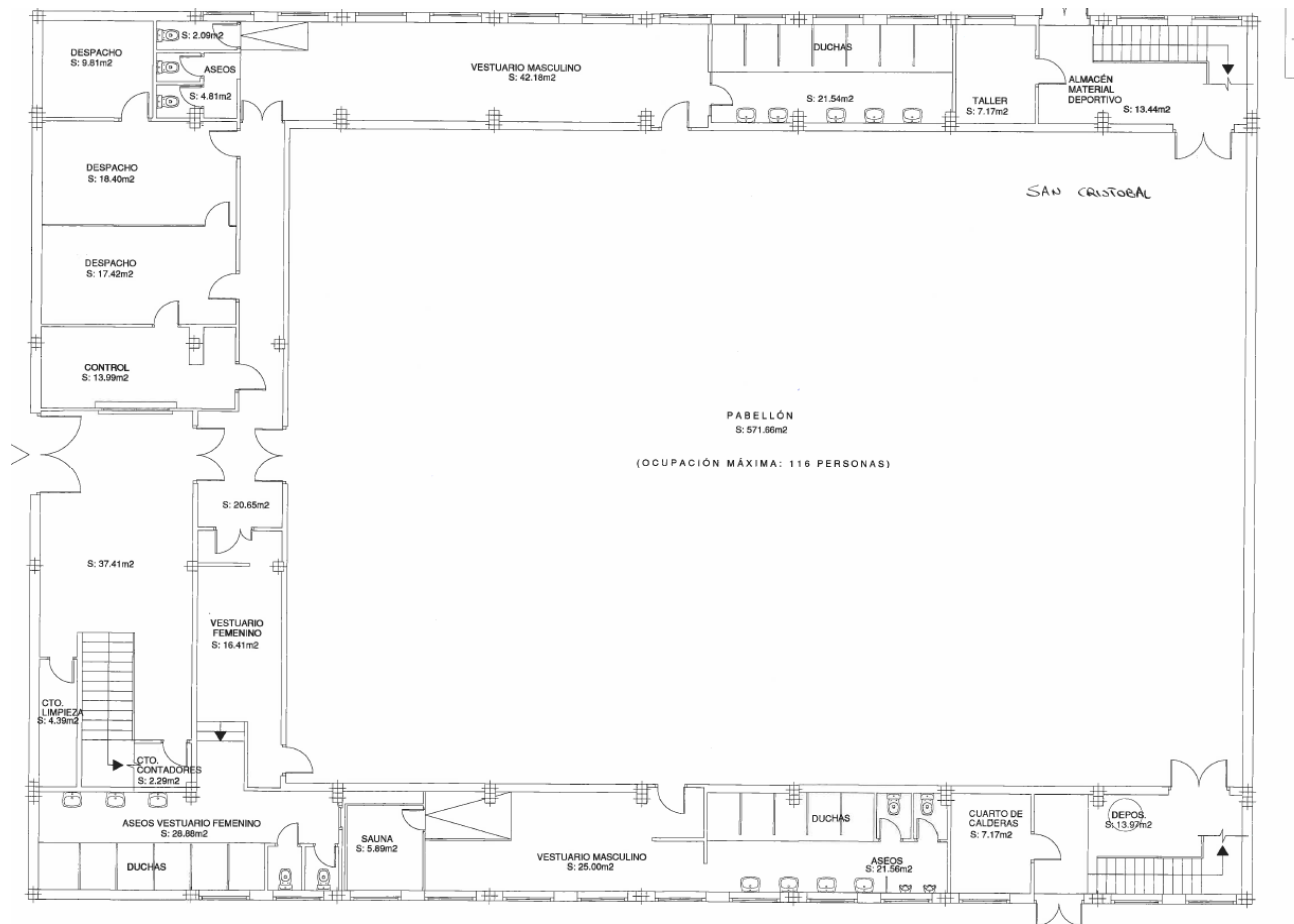 DESPACHO
S: 9.81m2
S: 2.09m2
ASEOS
S: 4.81m2
VESTUARIO MASCULINO
S: 42.18m2
DUCHAS
S: 21.54m2
TALLER
S: 7.17m2
ALMACÉN
MATERIAL
DEPORTIVO
S: 13.44m2
DESPACHO
S: 18.40m2
SAN CRISTOBAL
DESPACHO
S: 17.42m2
CONTROL
S: 13.99m2
PABELLÓN
S: 571.66m2
(OCUPACIÓN MÁXIMA: 116 PERSONAS)
S: 20.65m2
S: 37.41m2
VESTUARIO
FEMENINO
S: 16.41m2
CTO.
LIMPIEZA
S: 4.39m2
CTO.
CONTADORES
S: 2.29m2
ASEOS VESTUARIO FEMENINO
S: 28.88m2
DUCHAS
SAUNA
S: 5.89m2
VESTUARIO MASCULINO
S: 25.00m2
DUCHAS
ASEOS
S: 21.56m2
CUARTO DE
CALDERAS
S: 7.17m2
DEPOS.
S: 13.97m2